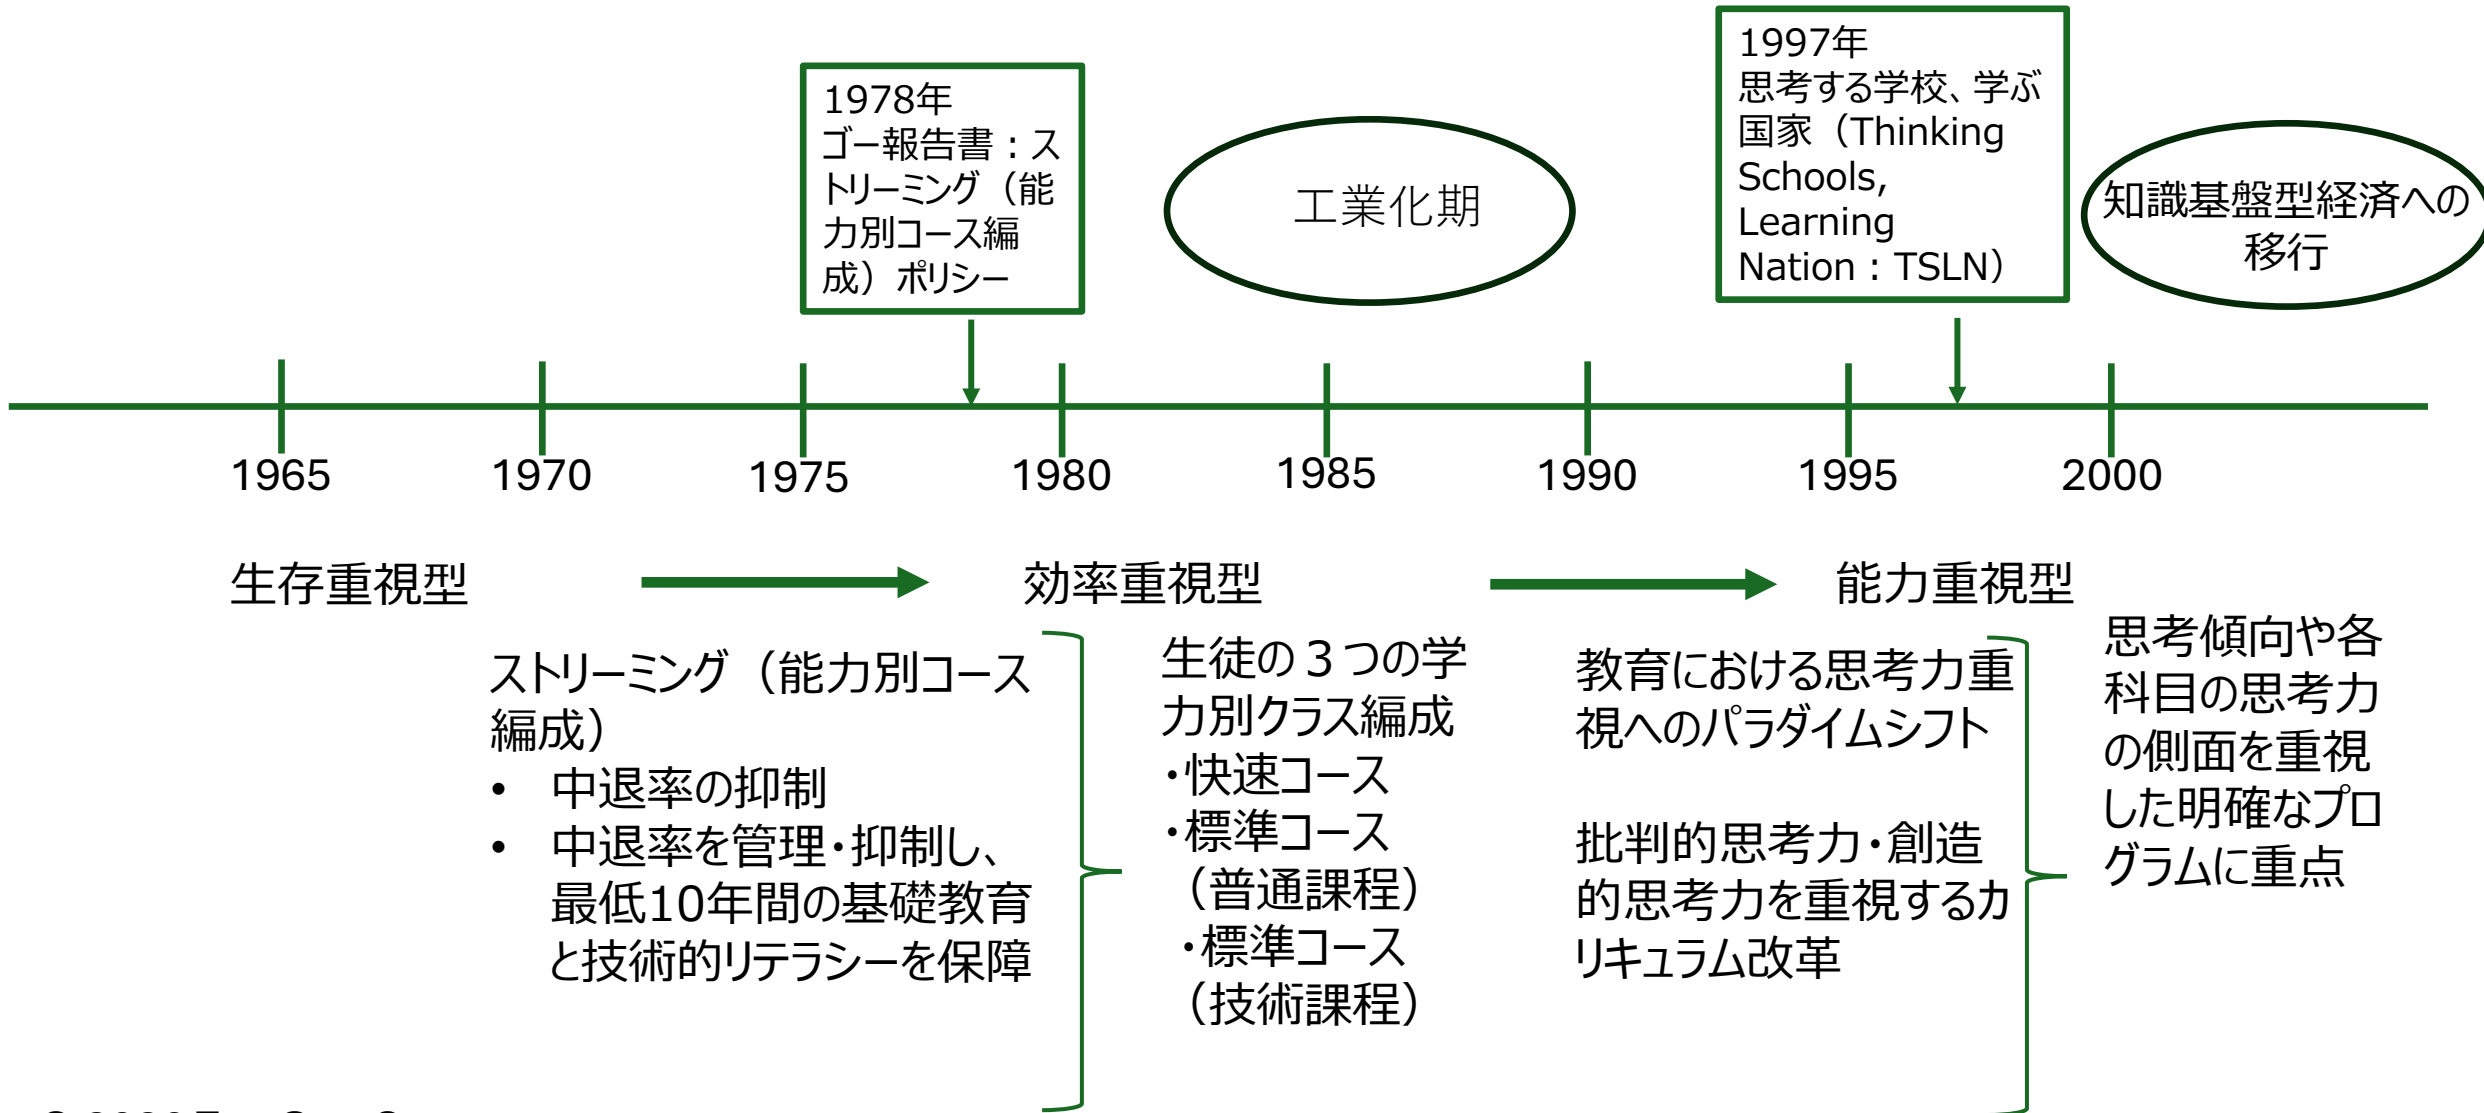 1978年
ゴー報告書：ス
トリーミング（能
力別コース編
成）ポリシー
工業化期
1997年
思考する学校、学ぶ
国家（Thinking
Schools,
Learning
Nation：TSLN）
知識基盤型経済への
移行
1965
1970
1975
1980
1985
1990
1995
2000
生存重視型
効率重視型
能力重視型
ストリーミング（能力別コース
編成）
• 中退率の抑制
• 中退率を管理・抑制し、
最低10年間の基礎教育
と技術的リテラシーを保障
生徒の３つの学
力別クラス編成
・快速コース
・標準コース
（普通課程）
・標準コース
（技術課程）
教育における思考力重
視へのパラダイムシフト
批判的思考力・創造
的思考力を重視するカ
リキュラム改革
思考傾向や各
科目の思考力
の側面を重視
した明確なプロ
グラムに重点